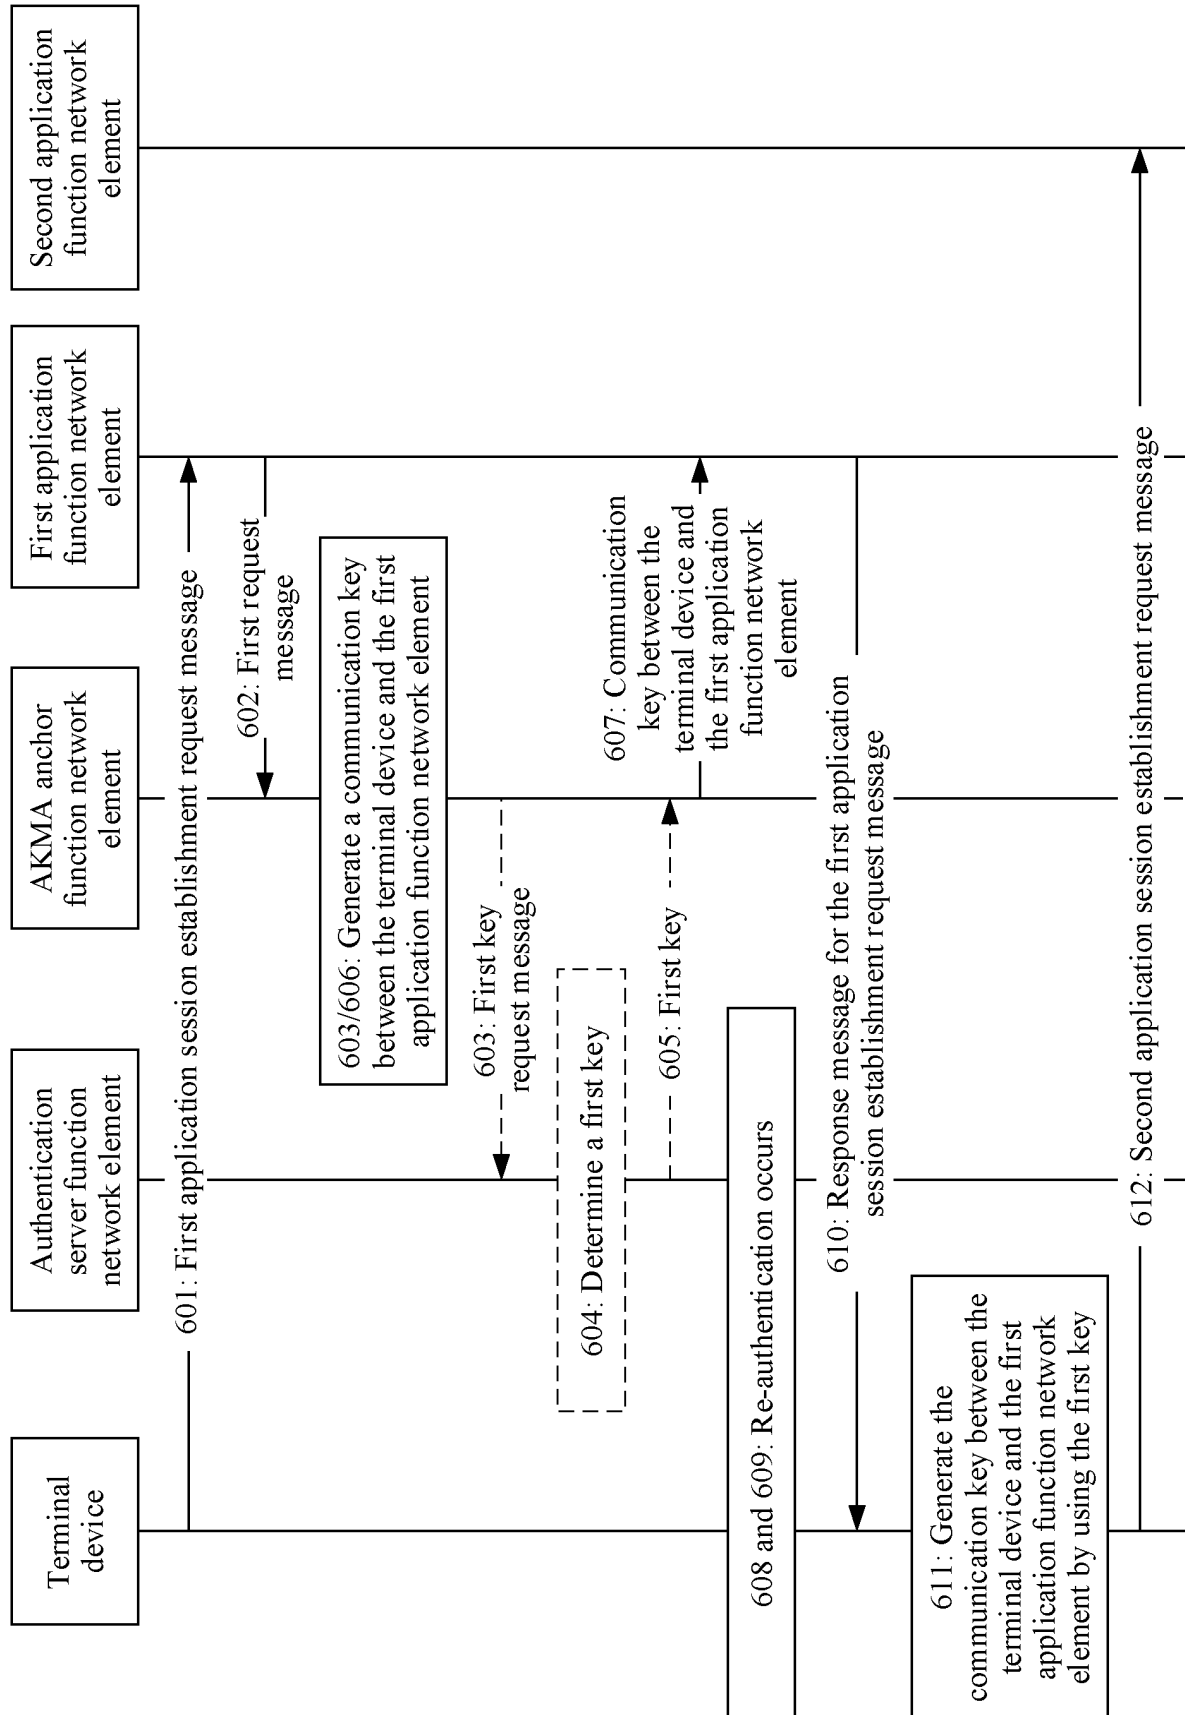 Terminal
device
Authentication
server function
network element
AKMA anchor
function network
element
First application
function network
element
Second application
function network
element
601: First application session establishment request message
602: First request
message
603/606: Generate a communication key
between the terminal device and the first
application function network element
603: First key
request message
604: Determine a first key
605: First key
607: Communication
key between the
terminal device and
the first application
function network
element
608 and 609: Re-authentication occurs
610: Response message for the first application
session establishment request message
611: Generate the
communication key between the
terminal device and the first
application function network
element by using the first key
612: Second application session establishment request message